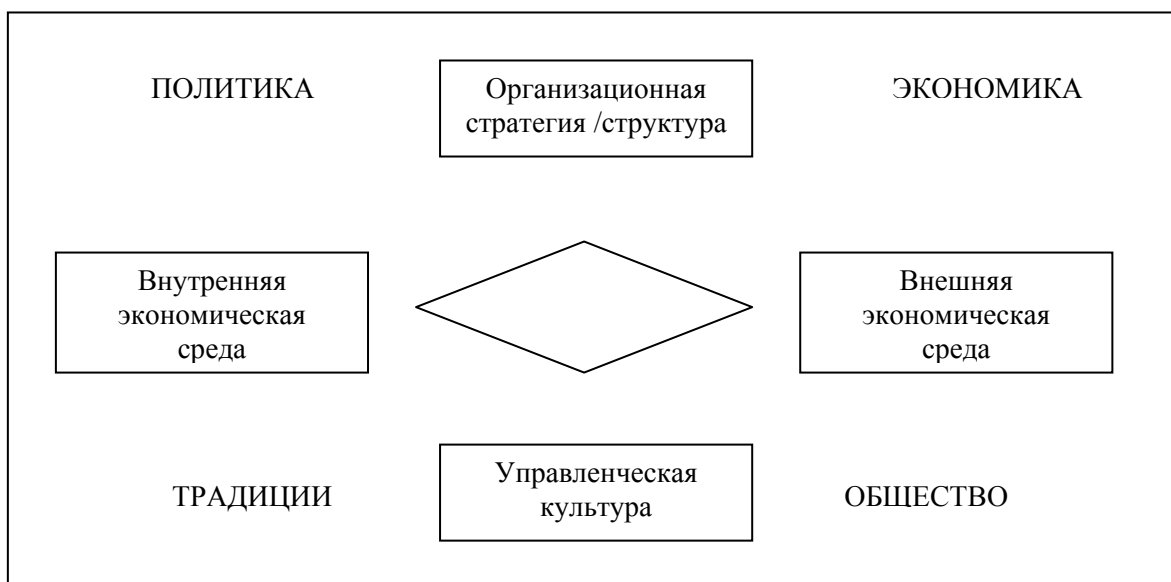 ПОЛИТИКА
Организационная
стратегия /структура
ЭКОНОМИКА
Внутренняя
экономическая
среда
Внешняя
экономическая
среда
ТРАДИЦИИ
Управленческая
культура
ОБЩЕСТВО